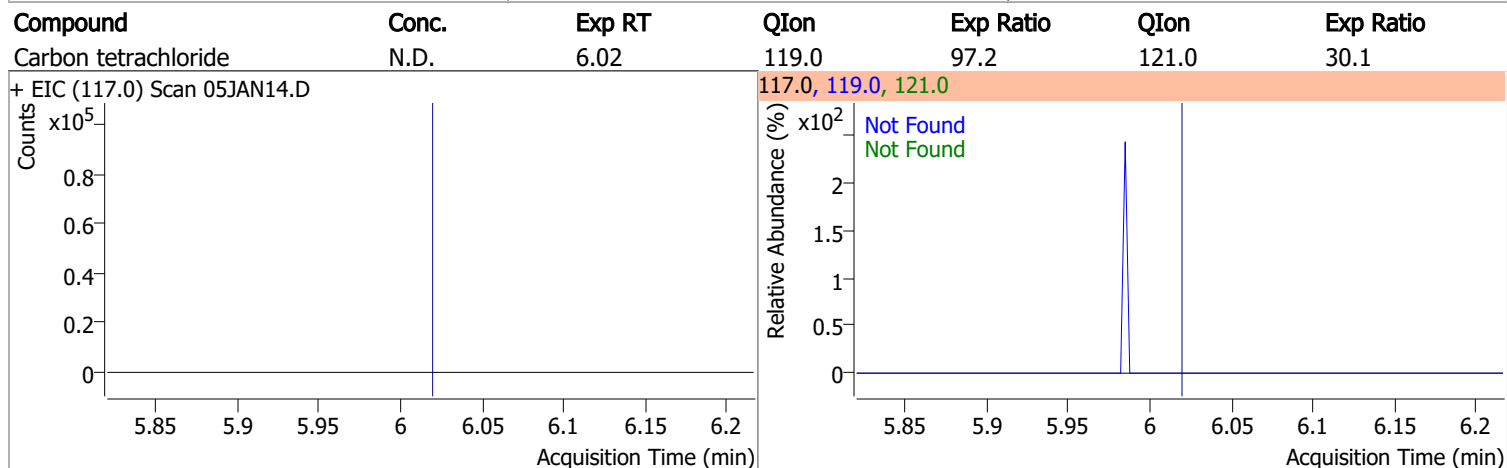 Compound Conc. Exp RT QIon Exp Ratio QIon Exp Ratio
Carbon tetrachloride N.D. 6.02 119.0 97.2 121.0 30.1
+ EIC (117.0) Scan 05JAN14.D
Counts
x10^5
0.8
0.6
0.4
0.2
0
5.85 5.9 5.95 6 6.05 6.1 6.15 6.2
Acquisition Time (min)
117.0, 119.0, 121.0
Relative Abundance (%)
x10^2
Not Found
Not Found
2
1.5
1
0.5
0
5.85 5.9 5.95 6 6.05 6.1 6.15 6.2
Acquisition Time (min)